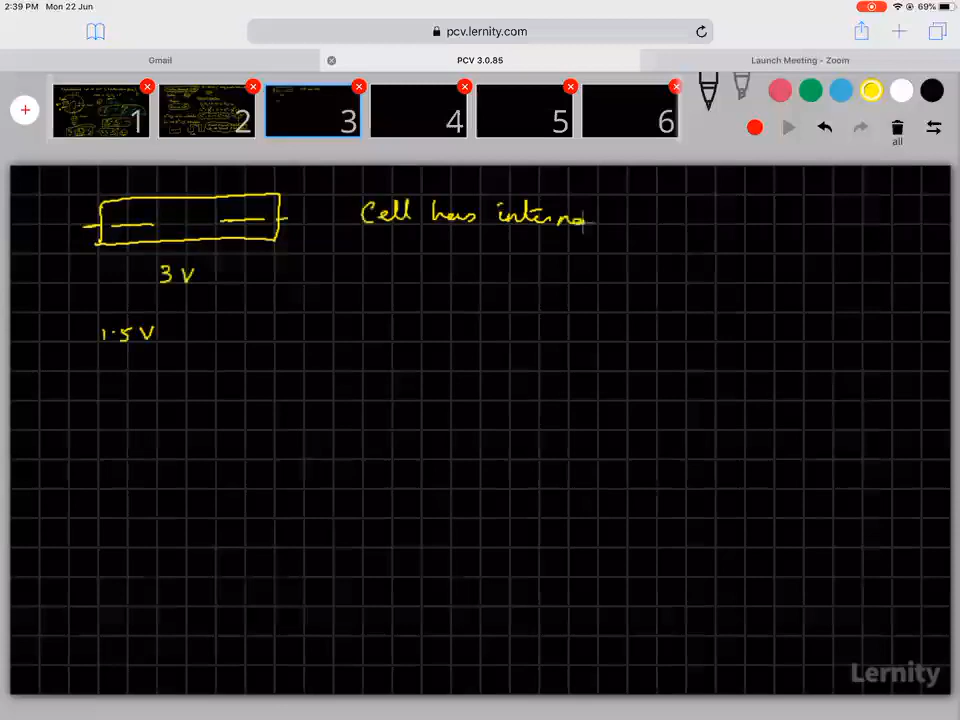 2:39 PM Mon 22 Jun
69%
pcv.lernity.com
Gmail
PCV 3.0.85
Launch Meeting - Zoom
1
2
3
4
5
6
all
Cell has interna
3 V
1.5 V
Lernity